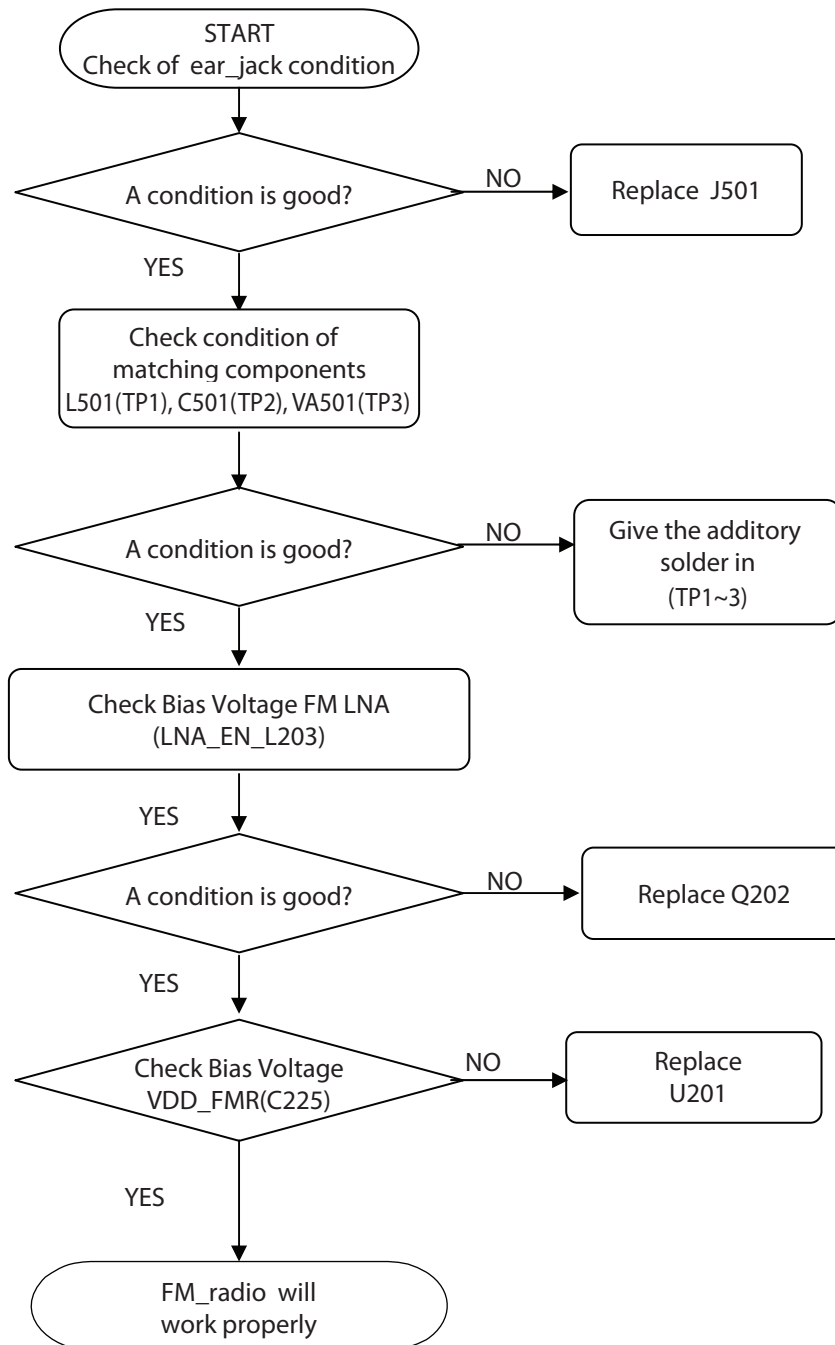 START
Check of ear_jack condition
A condition is good?
NO
Replace J501
YES
Check condition of
matching components
L501(TP1), C501(TP2), VA501(TP3)
A condition is good?
NO
Give the additory
solder in
(TP1~3)
YES
Check Bias Voltage FM LNA
(LNA_EN_L203)
YES
A condition is good?
NO
Replace Q202
YES
Check Bias Voltage
VDD_FMR(C225)
NO
Replace
U201
YES
FM_radio will
work properly